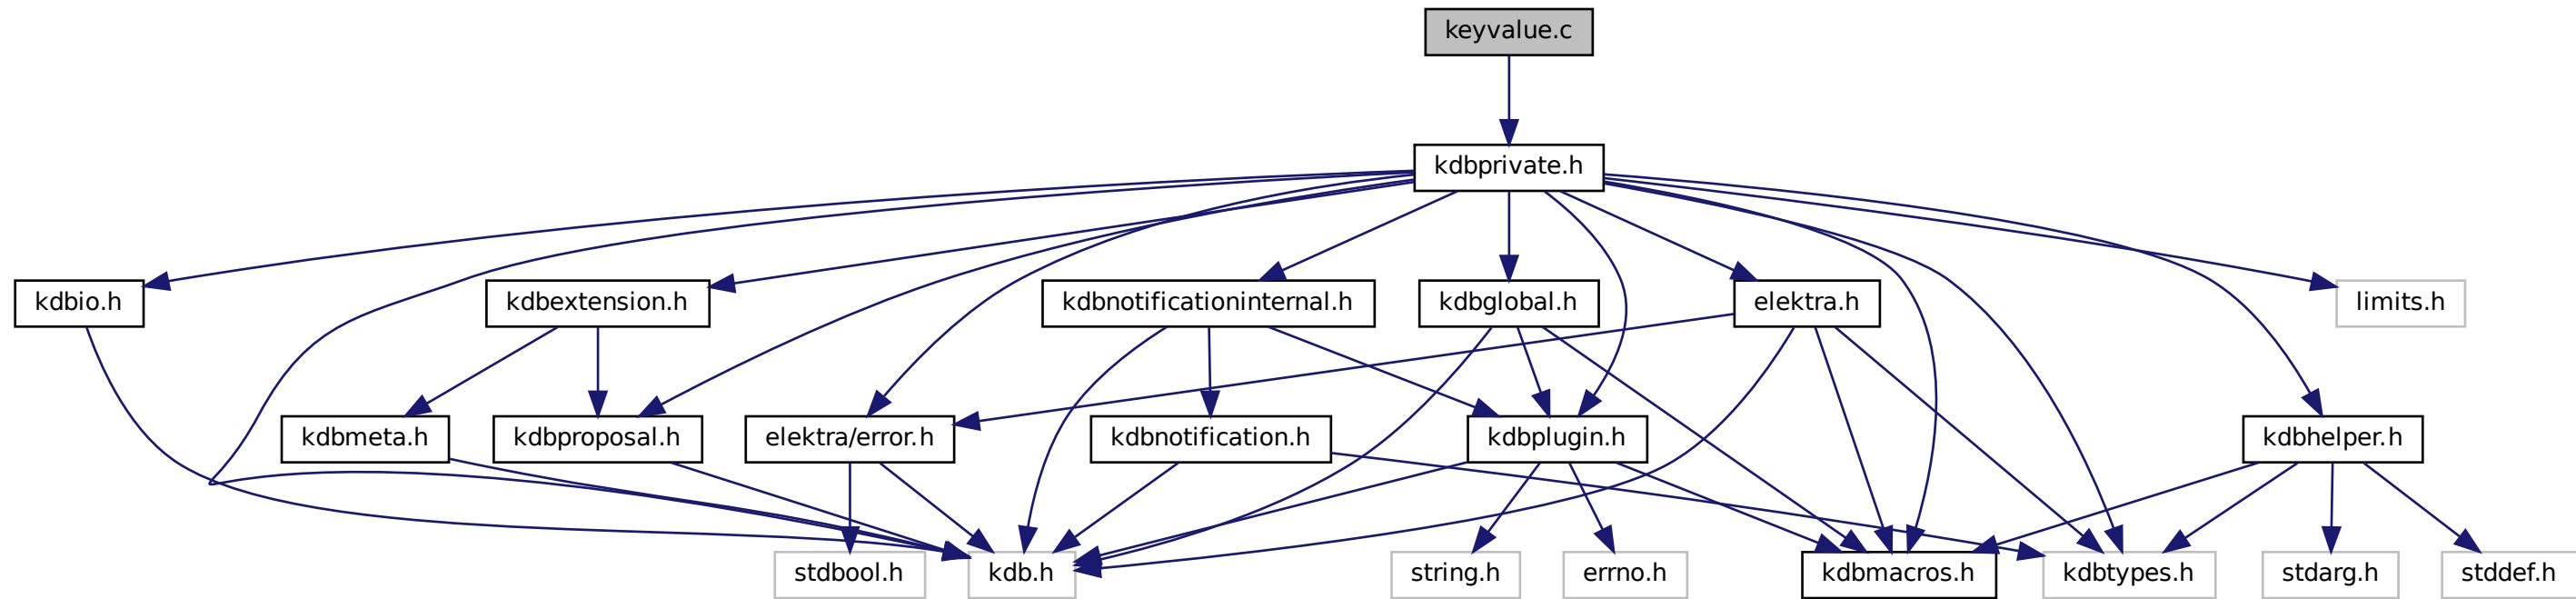 keyvalue.c
kdbprivate.h
kdbio.h
kdbextension.h
kdbnotificationinternal.h
kdbglobal.h
elektra.h
limits.h
kdbmeta.h
kdbproposal.h
elektra/error.h
kdbnotification.h
kdbplugin.h
kdbhelper.h
stdbool.h
kdb.h
string.h
errno.h
kdbmacros.h
kdbtypes.h
stdarg.h
stddef.h